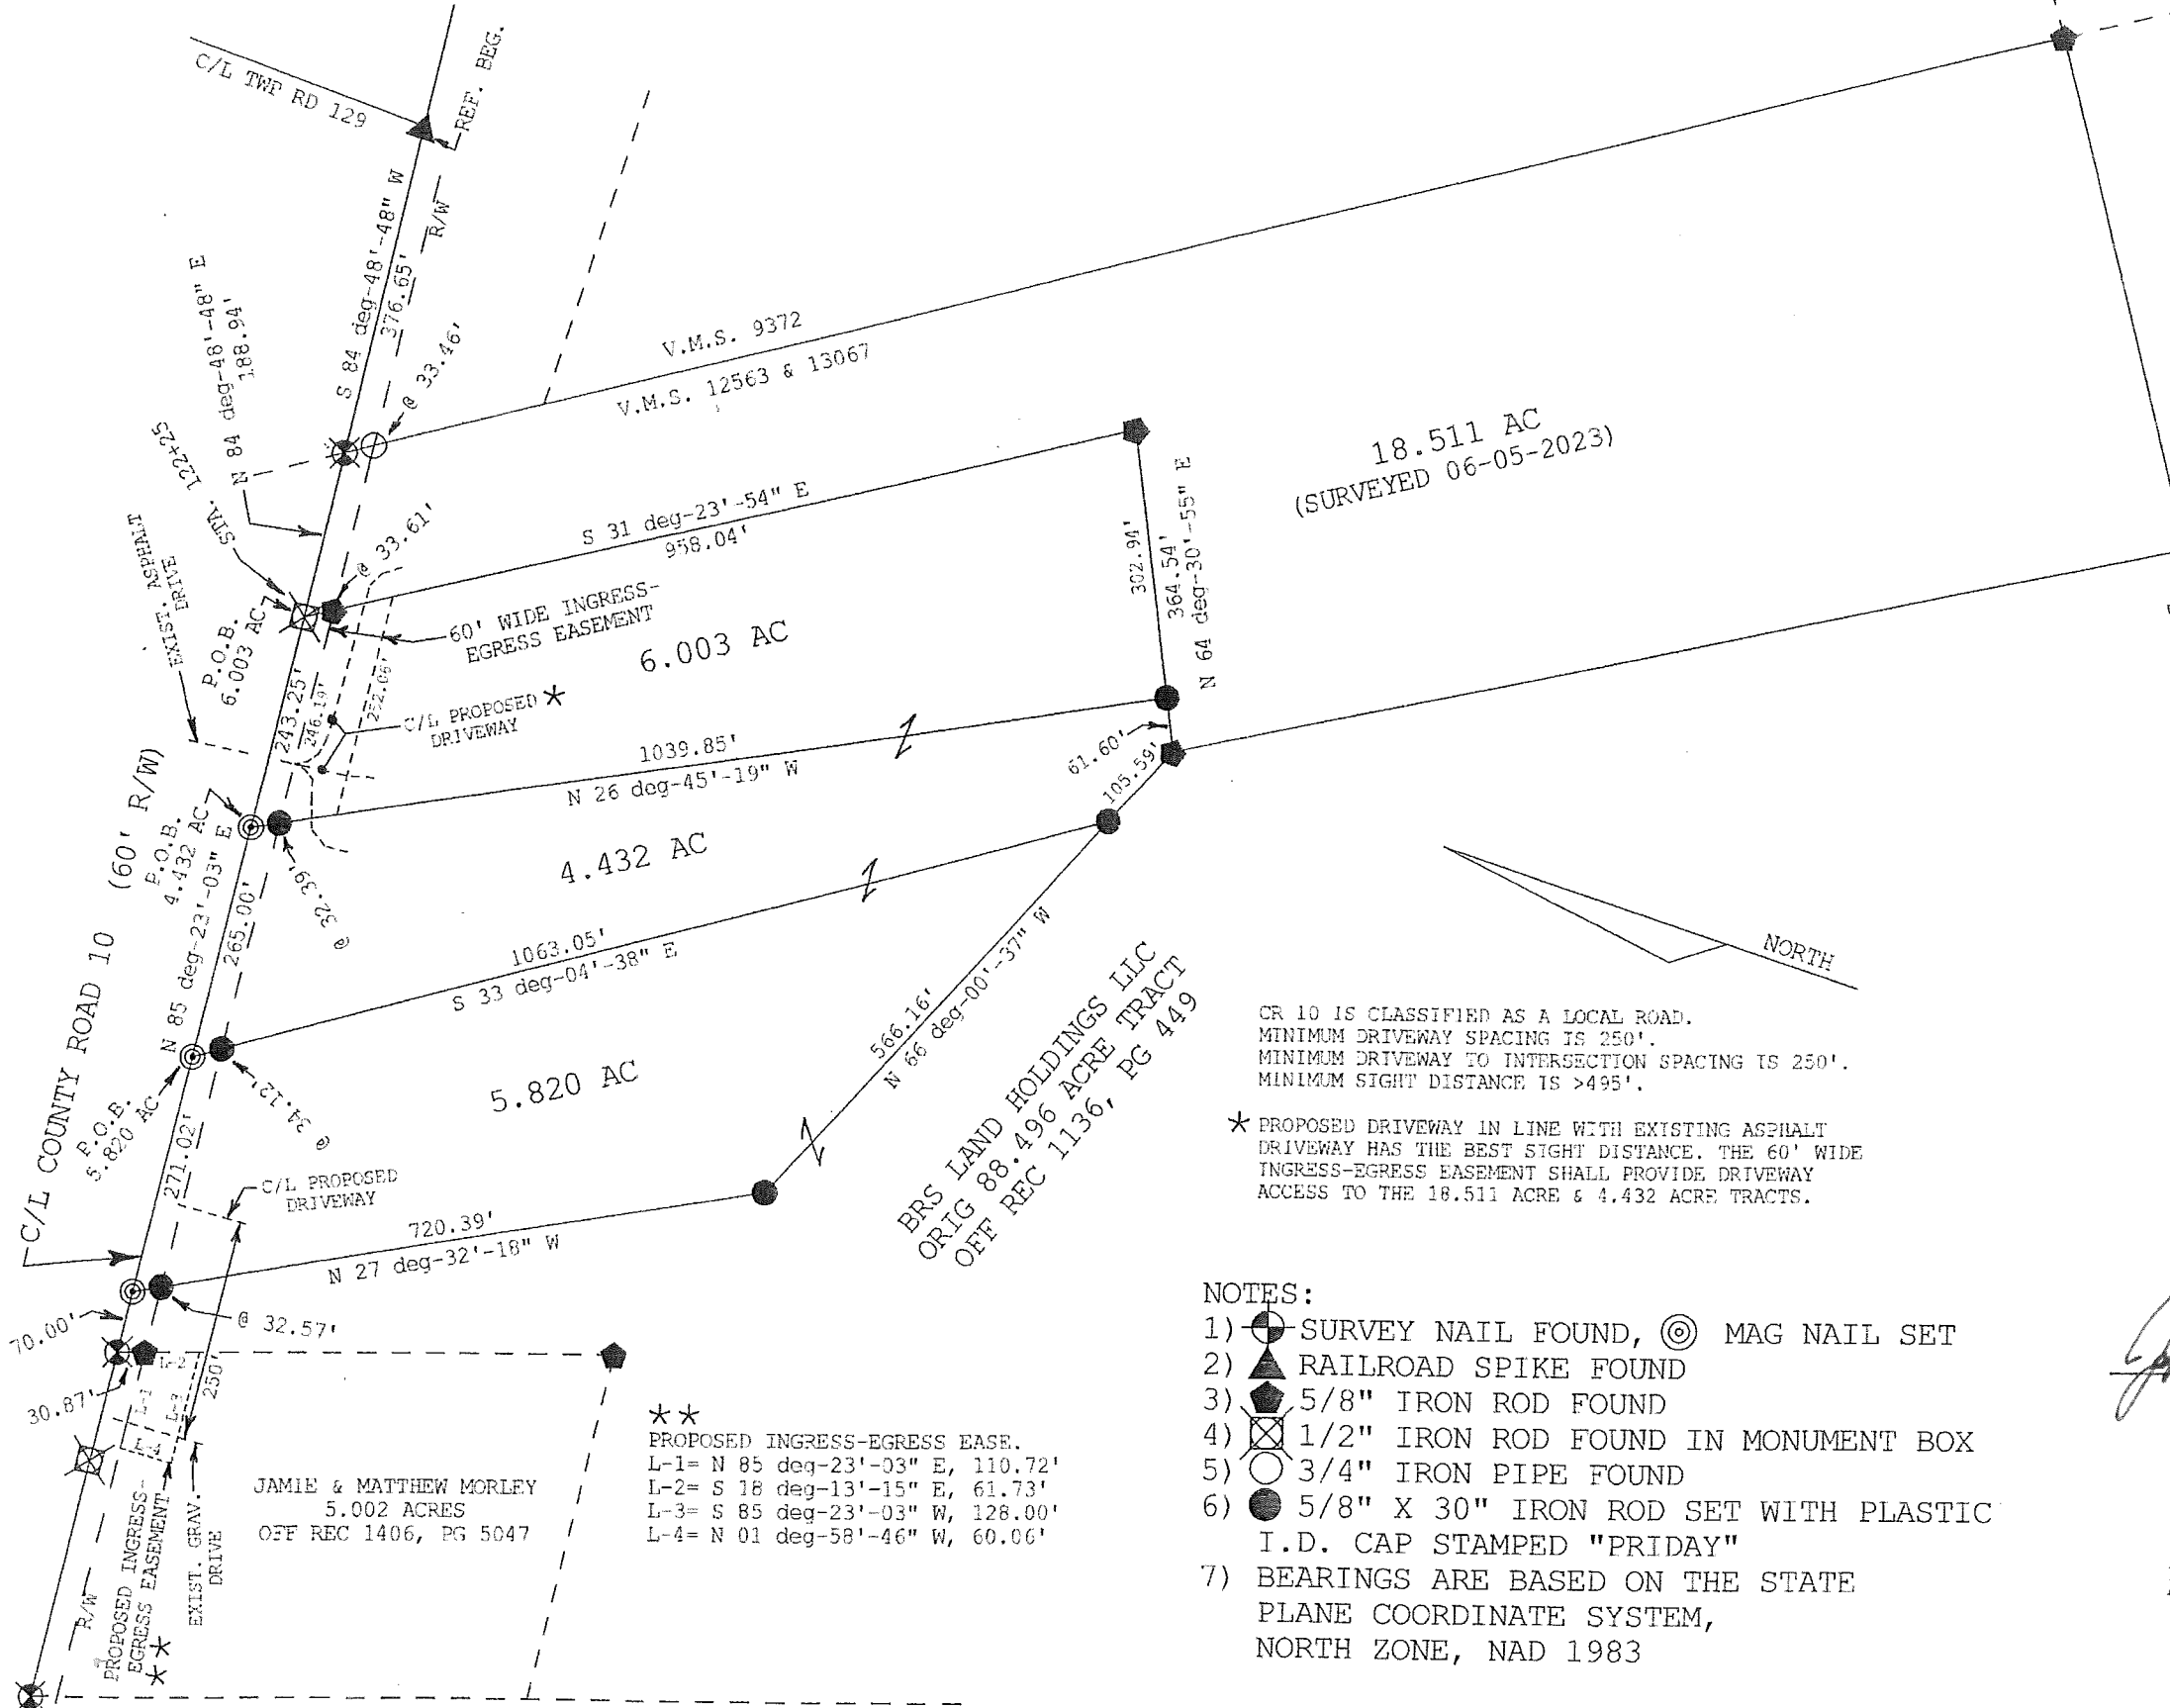 C/L TWP RD 129
REF. BEG.
S 84 deg-48'-48" W
376.65'
R/W
N 84 deg-48'-48" E
188.94'
@ 33.46'
V.M.S. 9372
V.M.S. 12563 & 13067
18.511 AC
(SURVEYED 06-05-2023)
STA. 122+25
EXIST. ASPHALT
DRIVE
@ 33.61'
S 31 deg-23'-54" E
958.04'
302.94'
364.54'
N 64 deg-30'-55" E
P.O.B.
6.003 AC
60' WIDE INGRESS-
EGRESS EASEMENT
6.003 AC
243.25'
246.19'
252.06'
C/L PROPOSED *
DRIVEWAY
1039.85'
N 26 deg-45'-19" W
61.60'
105.59'
C/L COUNTY ROAD 10 (60' R/W)
P.O.B.
4.432 AC
N 85 deg-23'-03" E
265.00'
@ 32.39'
4.432 AC
1063.05'
S 33 deg-04'-38" E
566.16'
N 66 deg-00'-37" W
P.O.B.
5.820 AC
@ 34.12'
5.820 AC
271.02'
C/L PROPOSED
DRIVEWAY
720.39'
N 27 deg-32'-18" W
BRS LAND HOLDINGS LLC
ORIG 88.496 ACRE TRACT
OFF REC 1136, PG 449
NORTH
CR 10 IS CLASSIFIED AS A LOCAL ROAD.
MINIMUM DRIVEWAY SPACING IS 250'.
MINIMUM DRIVEWAY TO INTERSECTION SPACING IS 250'.
MINIMUM SIGHT DISTANCE IS >495'.
* PROPOSED DRIVEWAY IN LINE WITH EXISTING ASPHALT
DRIVEWAY HAS THE BEST SIGHT DISTANCE. THE 60' WIDE
INGRESS-EGRESS EASEMENT SHALL PROVIDE DRIVEWAY
ACCESS TO THE 18.511 ACRE & 4.432 ACRE TRACTS.
70.00'
@ 32.57'
30.87'
L-2
L-1
L-3
250'
R/W
PROPOSED INGRESS-
EGRESS EASEMENT
**
EXIST. GRAV.
DRIVE
JAMIE & MATTHEW MORLEY
5.002 ACRES
OFF REC 1406, PG 5047
**
PROPOSED INGRESS-EGRESS EASE.
L-1= N 85 deg-23'-03" E, 110.72'
L-2= S 18 deg-13'-15" E, 61.73'
L-3= S 85 deg-23'-03" W, 128.00'
L-4= N 01 deg-58'-46" W, 60.06'
NOTES:
1) SURVEY NAIL FOUND, MAG NAIL SET
2) RAILROAD SPIKE FOUND
3) 5/8" IRON ROD FOUND
4) 1/2" IRON ROD FOUND IN MONUMENT BOX
5) 3/4" IRON PIPE FOUND
6) 5/8" X 30" IRON ROD SET WITH PLASTIC
I.D. CAP STAMPED "PRIDAY"
7) BEARINGS ARE BASED ON THE STATE
PLANE COORDINATE SYSTEM,
NORTH ZONE, NAD 1983